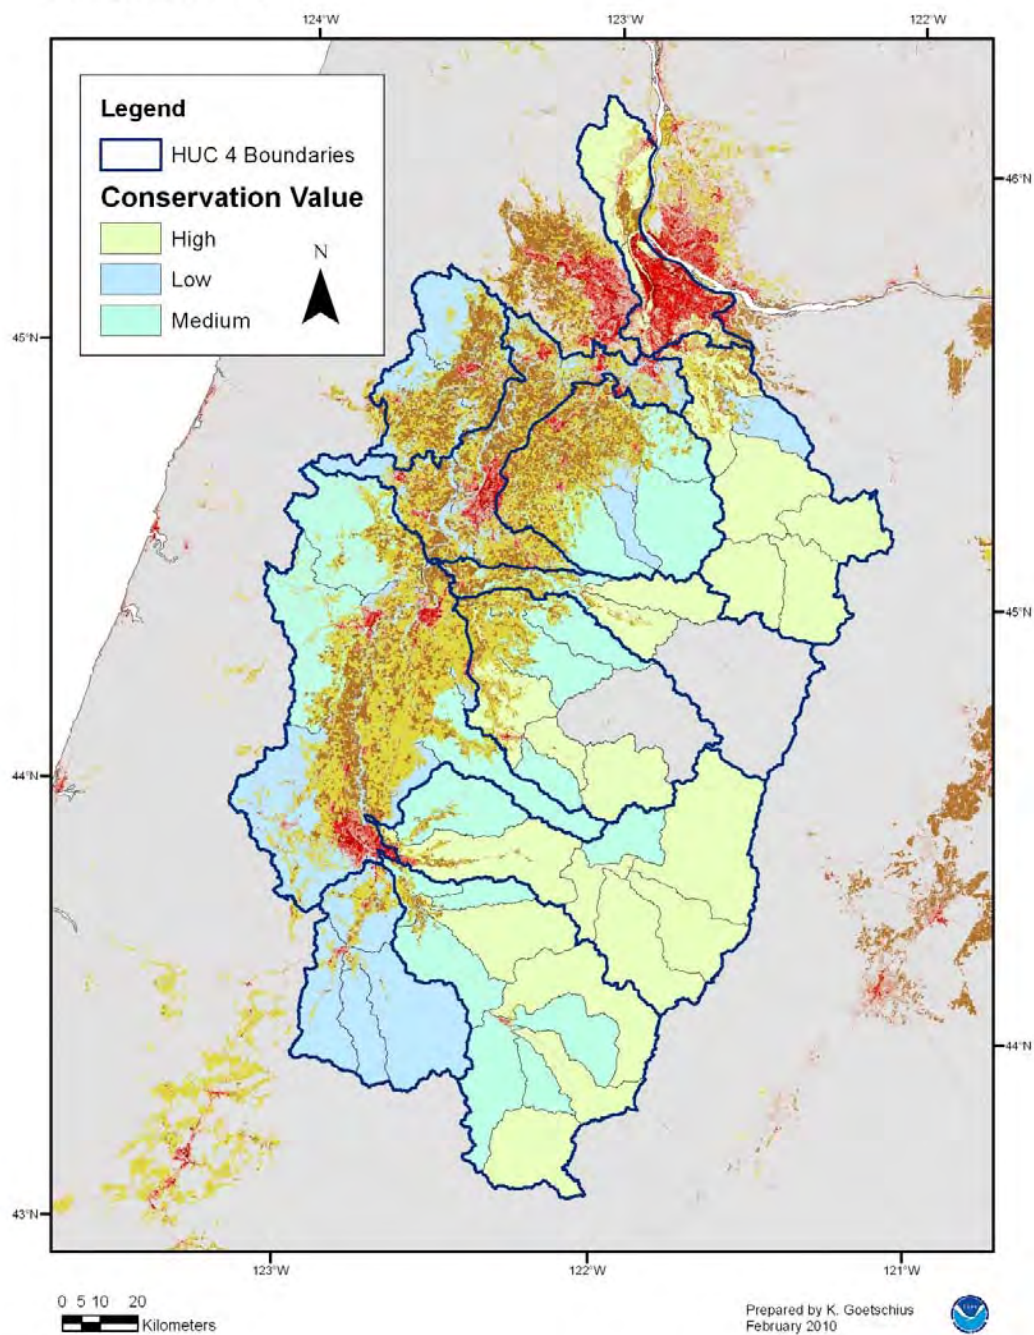 124°W 123°W 122°W
Legend
HUC 4 Boundaries
Conservation Value
High
Low
Medium
N
46°N
45°N
45°N
44°N
44°N
43°N
123°W 122°W 121°W
0 5 10 20
Kilometers
Prepared by K. Goetschius
February 2010